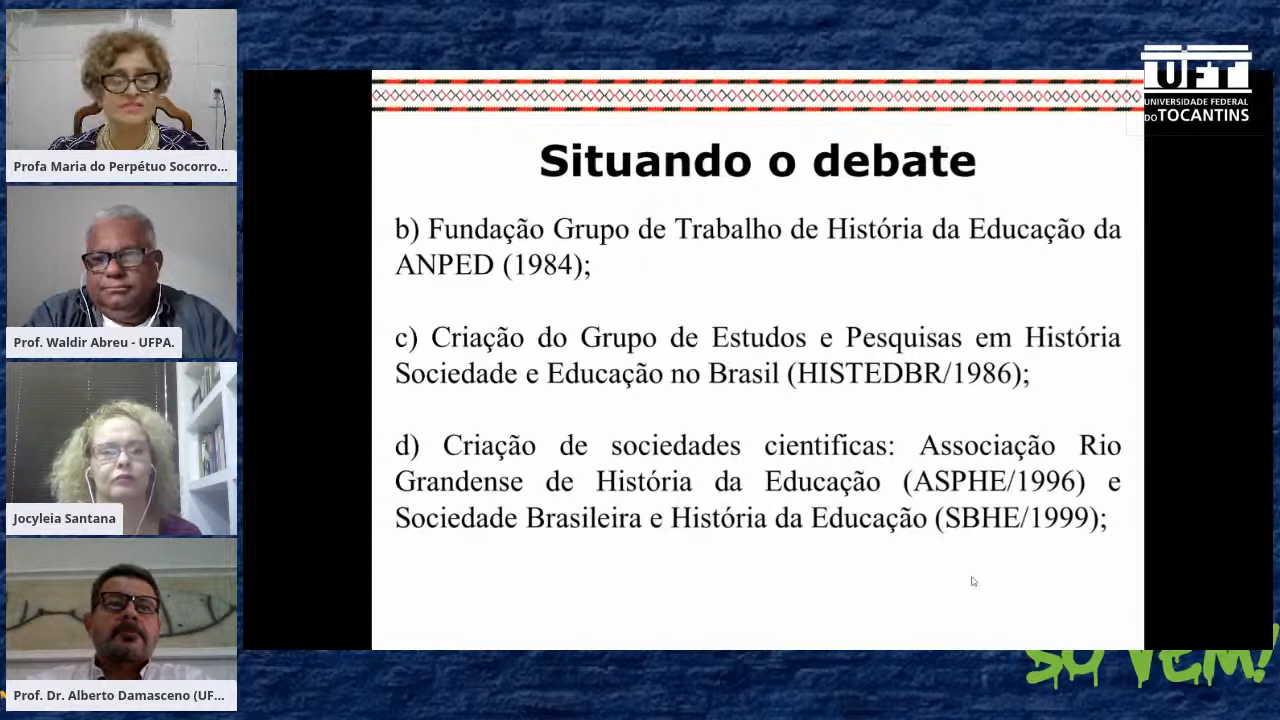 Profa Maria do Perpétuo Socorro...
Prof. Waldir Abreu - UFPA.
Jocyleia Santana
Prof. Dr. Alberto Damasceno (UF...
Situando o debate
b) Fundação Grupo de Trabalho de História da Educação da
ANPED (1984);
c) Criação do Grupo de Estudos e Pesquisas em História
Sociedade e Educação no Brasil (HISTEDBR/1986);
d) Criação de sociedades cientificas: Associação Rio
Grandense de História da Educação (ASPHE/1996) e
Sociedade Brasileira e História da Educação (SBHE/1999);
UFT
UNIVERSIDADE FEDERAL
DO TOCANTINS
SÓ VEM!